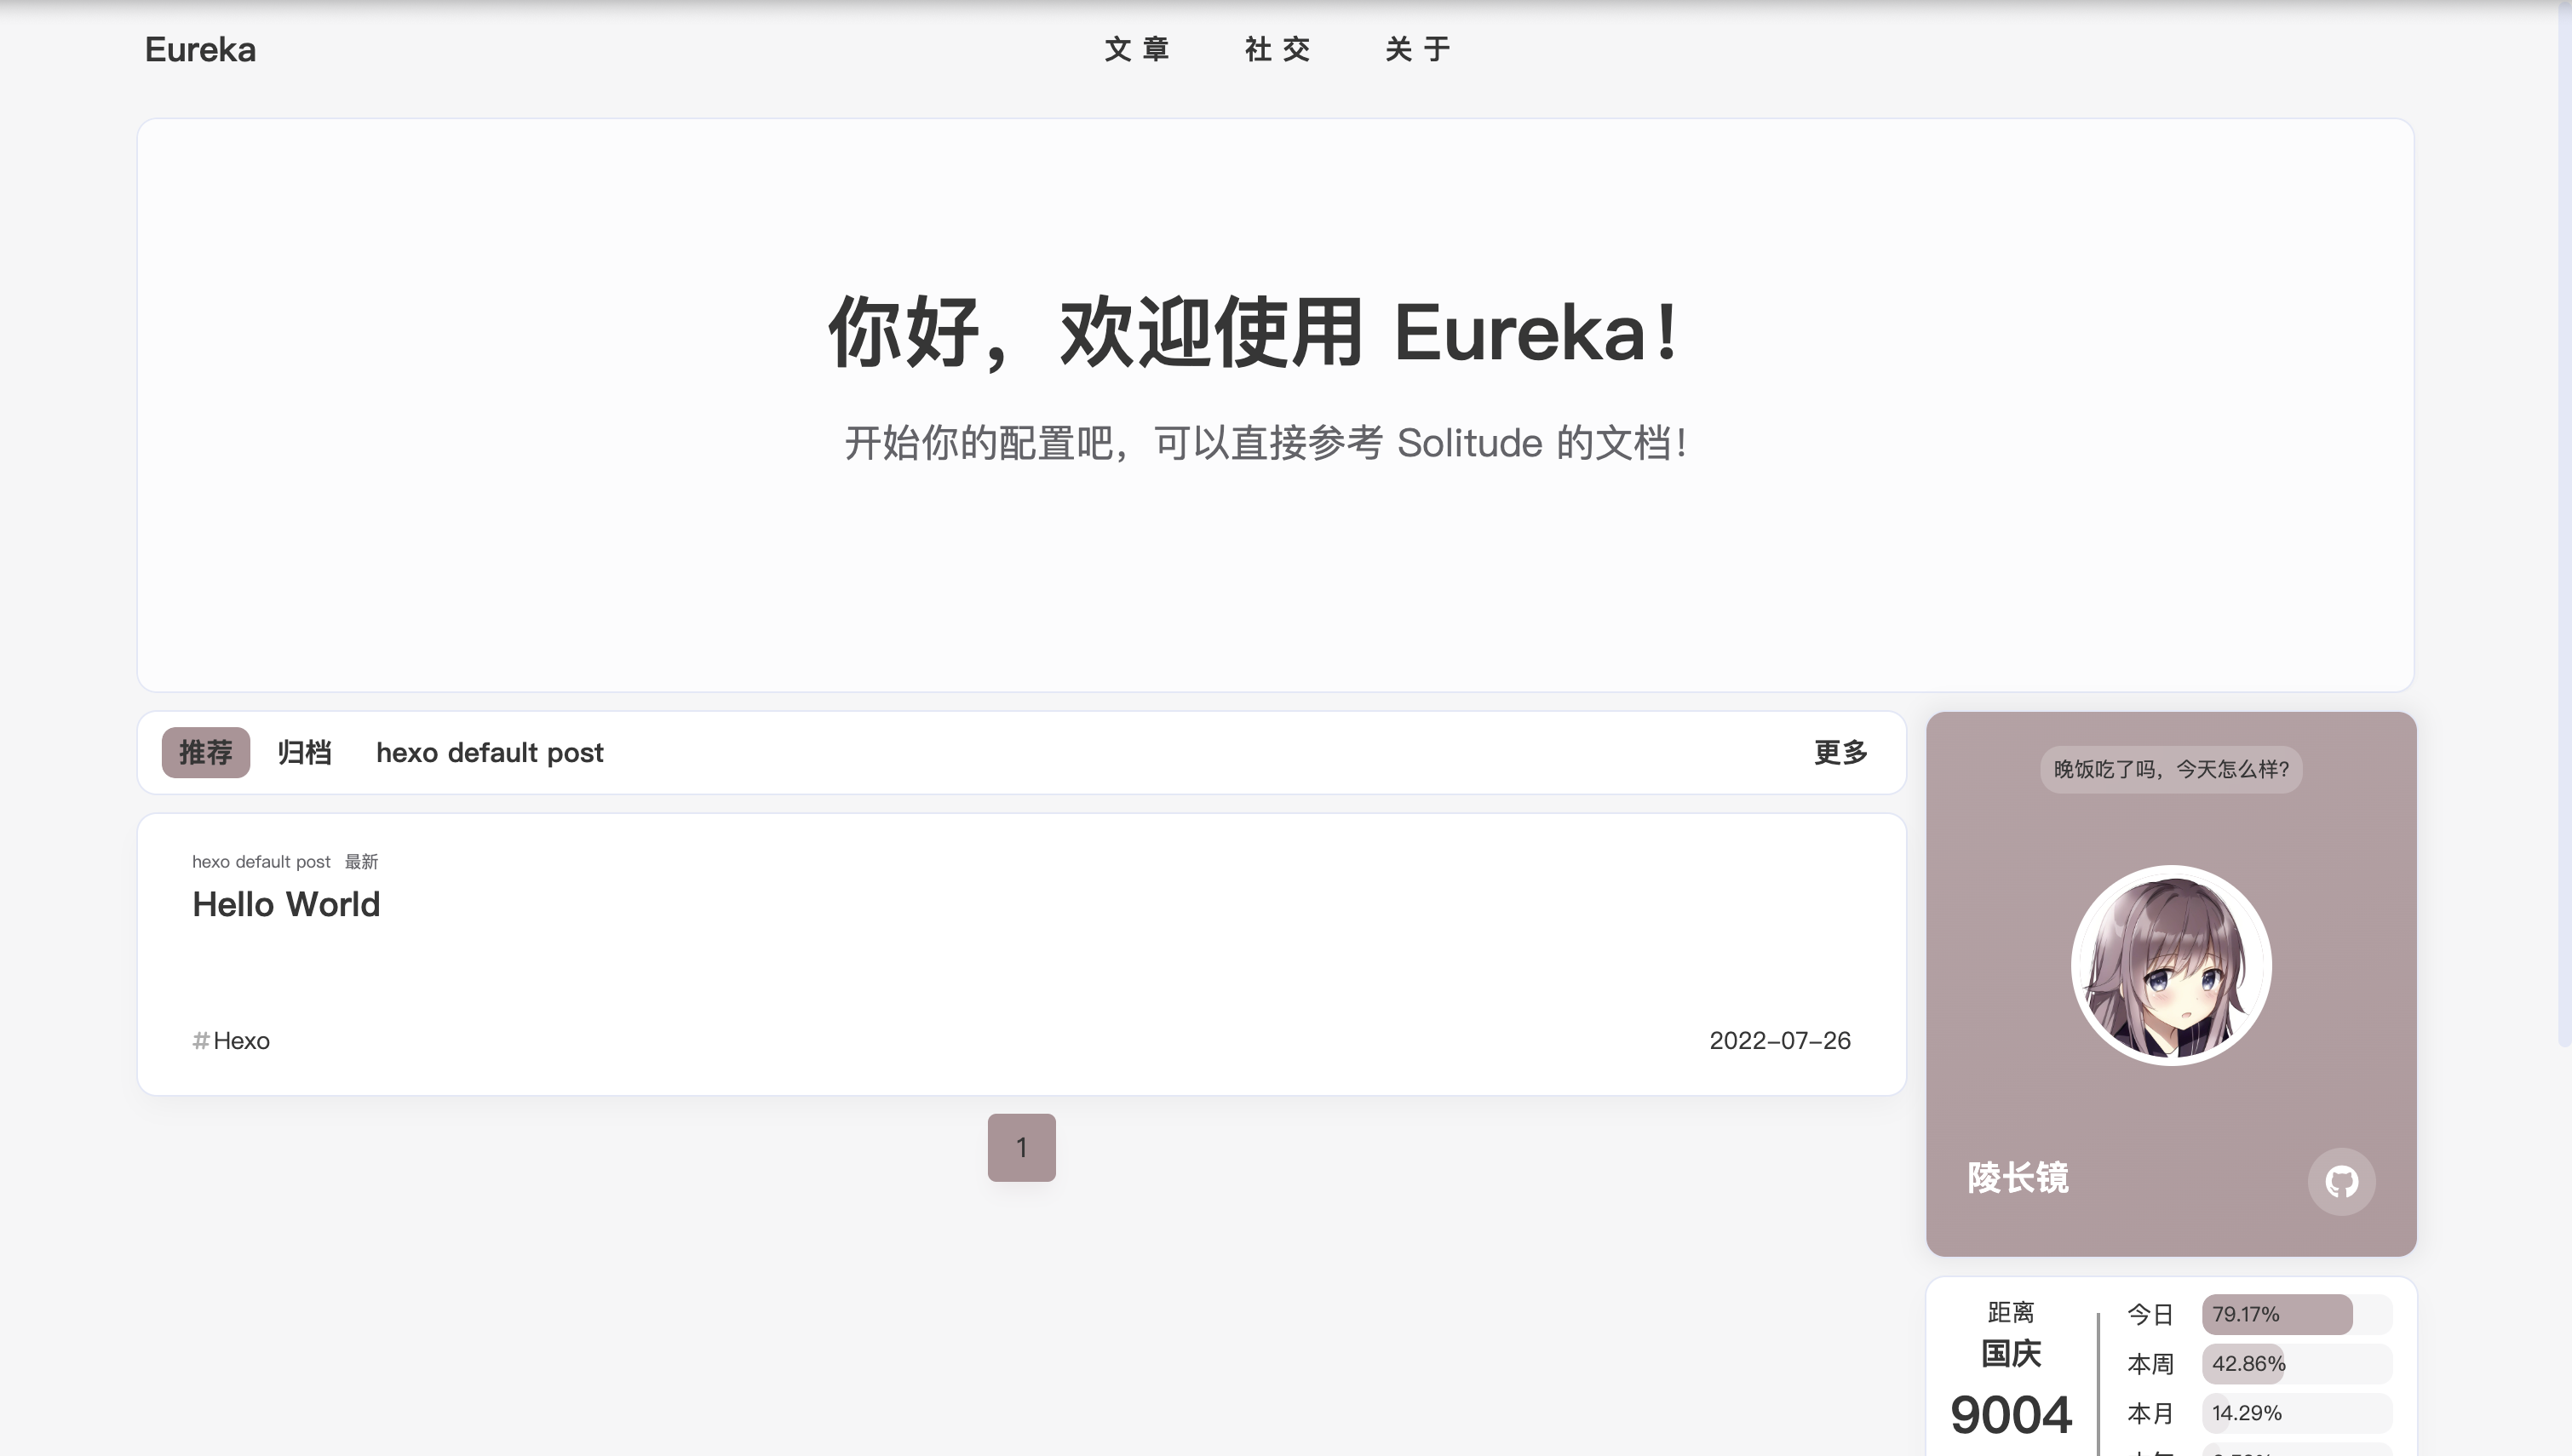 Eureka
文章 社交 关于
你好，欢迎使用 Eureka！
开始你的配置吧，可以直接参考 Solitude 的文档！
推荐 归档 hexo default post 更多
hexo default post 最新
Hello World
#Hexo 2022-07-26
1
晚饭吃了吗，今天怎么样？
陵长镜
距离
国庆
9004
今日 79.17%
本周 42.86%
本月 14.29%